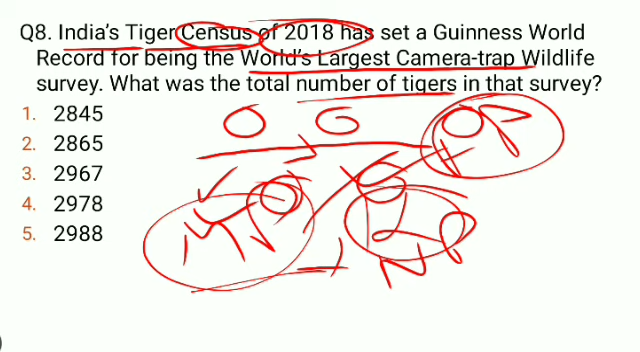 Q8. India's Tiger Census of 2018 has set a Guinness World
Record for being the World's Largest Camera-trap Wildlife
survey. What was the total number of tigers in that survey?
1. 2845
2. 2865
3. 2967
4. 2978
5. 2988